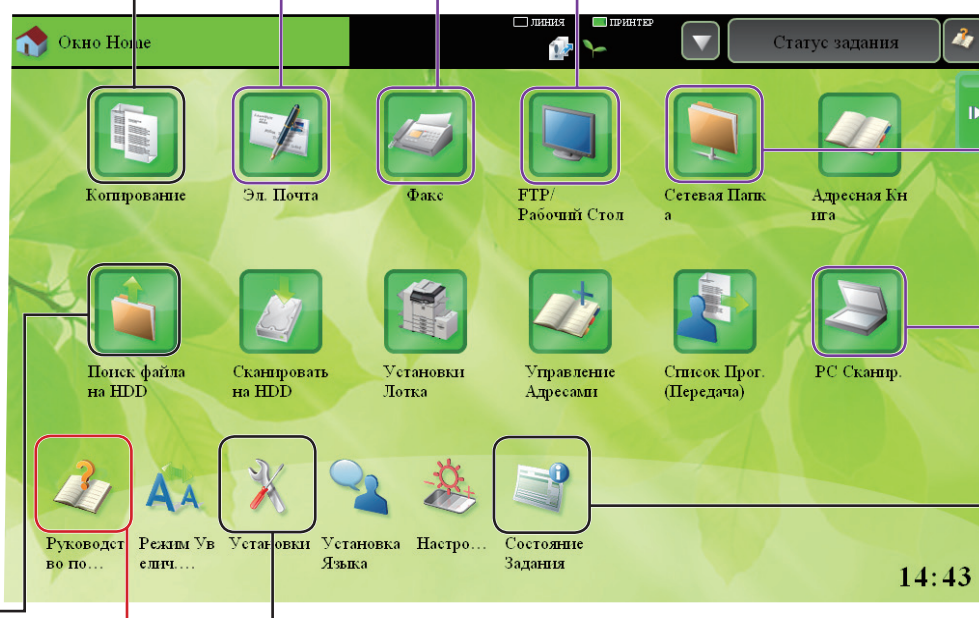 Окно Home
ЛИНИЯ
ПРИНТЕР
Статус задания
Копирование
Эл. Почта
Факс
FTP/
Рабочий Стол
Сетевая Папк
а
Адресная Кн
ига
Поиск файла
на HDD
Сканировать
на HDD
Установки
Лотка
Управление
Адресами
Список Прог.
(Передача)
PC Сканир.
Руководст
во по…
Режим Ув
елич.…
Установки
Установка
Языка
Настро…
Состояние
Задания
14:43